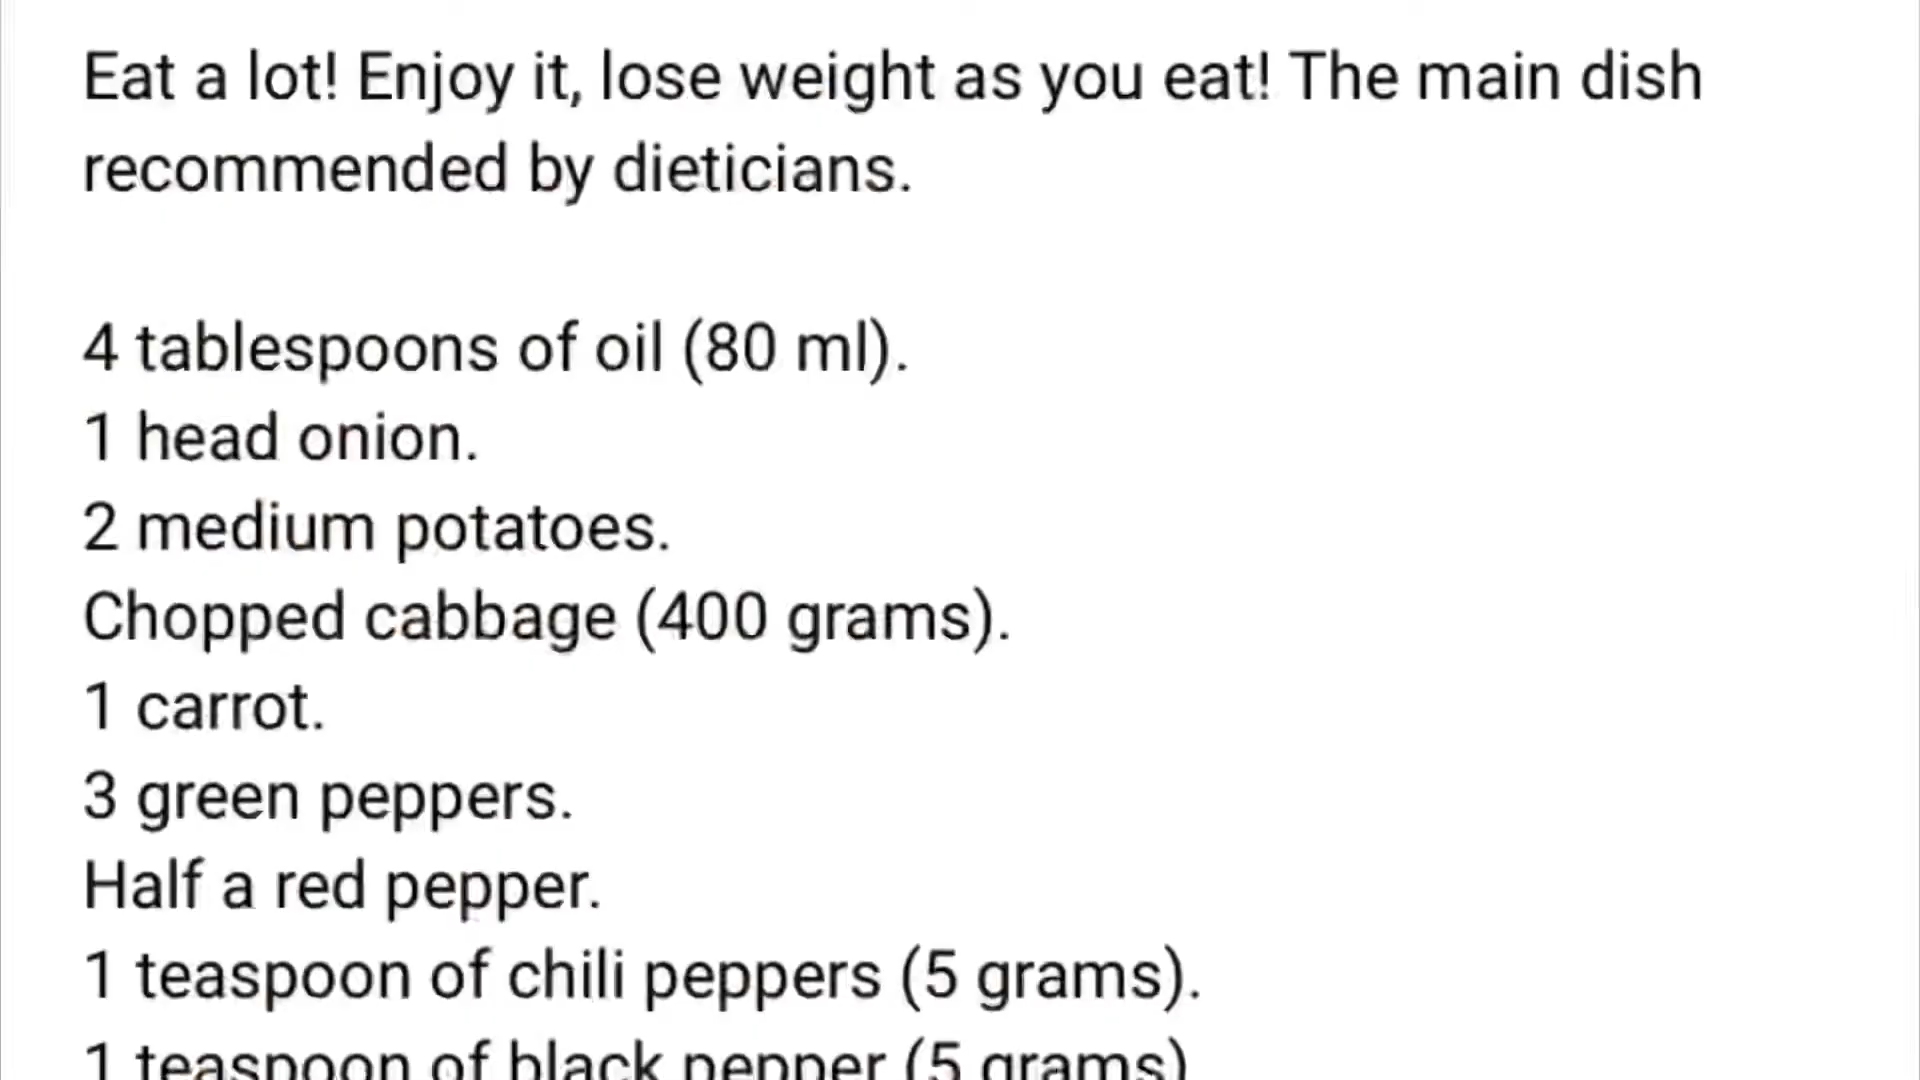 Eat a lot! Enjoy it, lose weight as you eat! The main dish
recommended by dieticians.
4 tablespoons of oil (80 ml).
1 head onion.
2 medium potatoes.
Chopped cabbage (400 grams).
1 carrot.
3 green peppers.
Half a red pepper.
1 teaspoon of chili peppers (5 grams).
1 teaspoon of black pepper (5 grams)